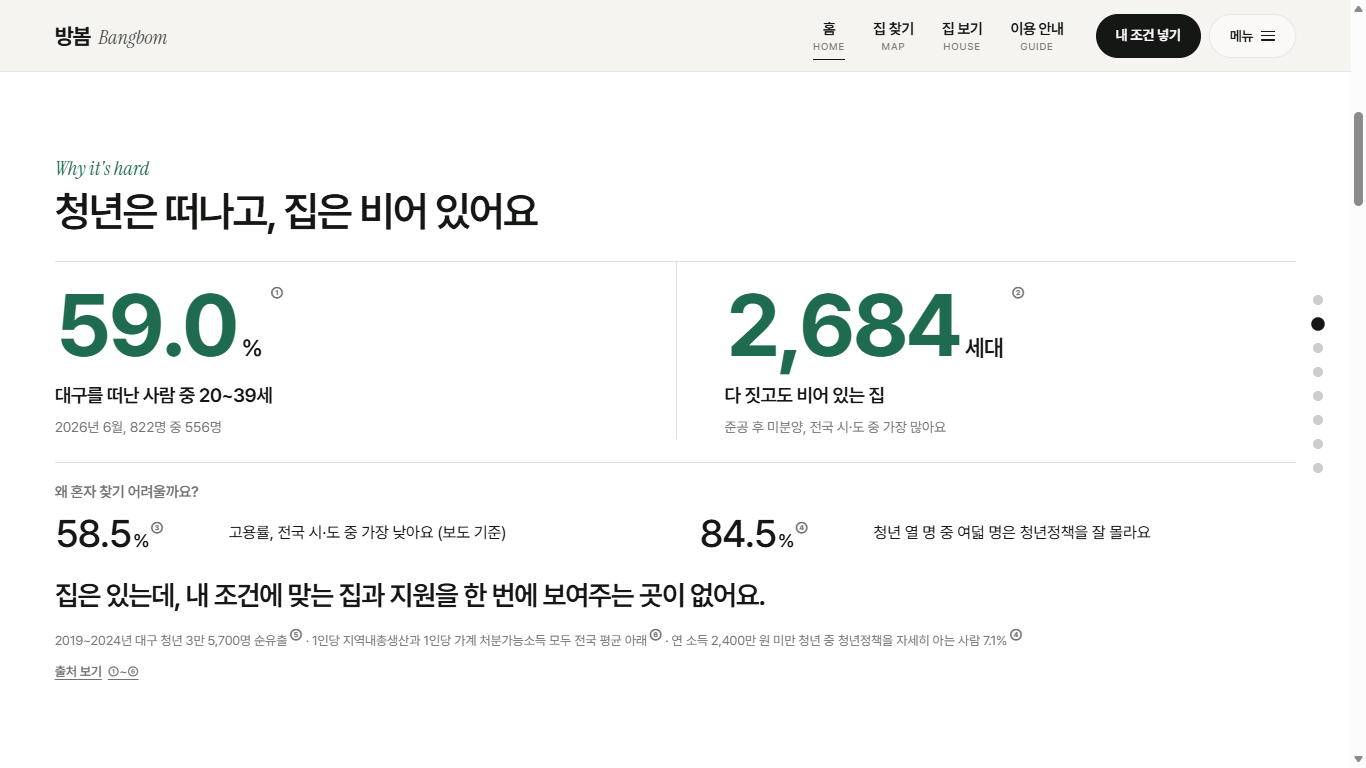 방봄 Bangbom
홈 집 찾기 집 보기 이용 안내
HOME MAP HOUSE GUIDE
내 조건 넣기 메뉴
Why it's hard
청년은 떠나고, 집은 비어 있어요
59.0 % ①
대구를 떠난 사람 중 20~39세
2026년 6월, 822명 중 556명
2,684 세대 ②
다 짓고도 비어 있는 집
준공 후 미분양, 전국 시·도 중 가장 많아요
왜 혼자 찾기 어려울까요?
58.5 % ③ 고용률, 전국 시·도 중 가장 낮아요 (보도 기준)
84.5 % ④ 청년 열 명 중 여덟 명은 청년정책을 잘 몰라요
집은 있는데, 내 조건에 맞는 집과 지원을 한 번에 보여주는 곳이 없어요.
2019~2024년 대구 청년 3만 5,700명 순유출 ⑤ · 1인당 지역내총생산과 1인당 가계 처분가능소득 모두 전국 평균 아래 ⑥ · 연 소득 2,400만 원 미만 청년 중 청년정책을 자세히 아는 사람 7.1% ④
출처 보기 ①~⑥